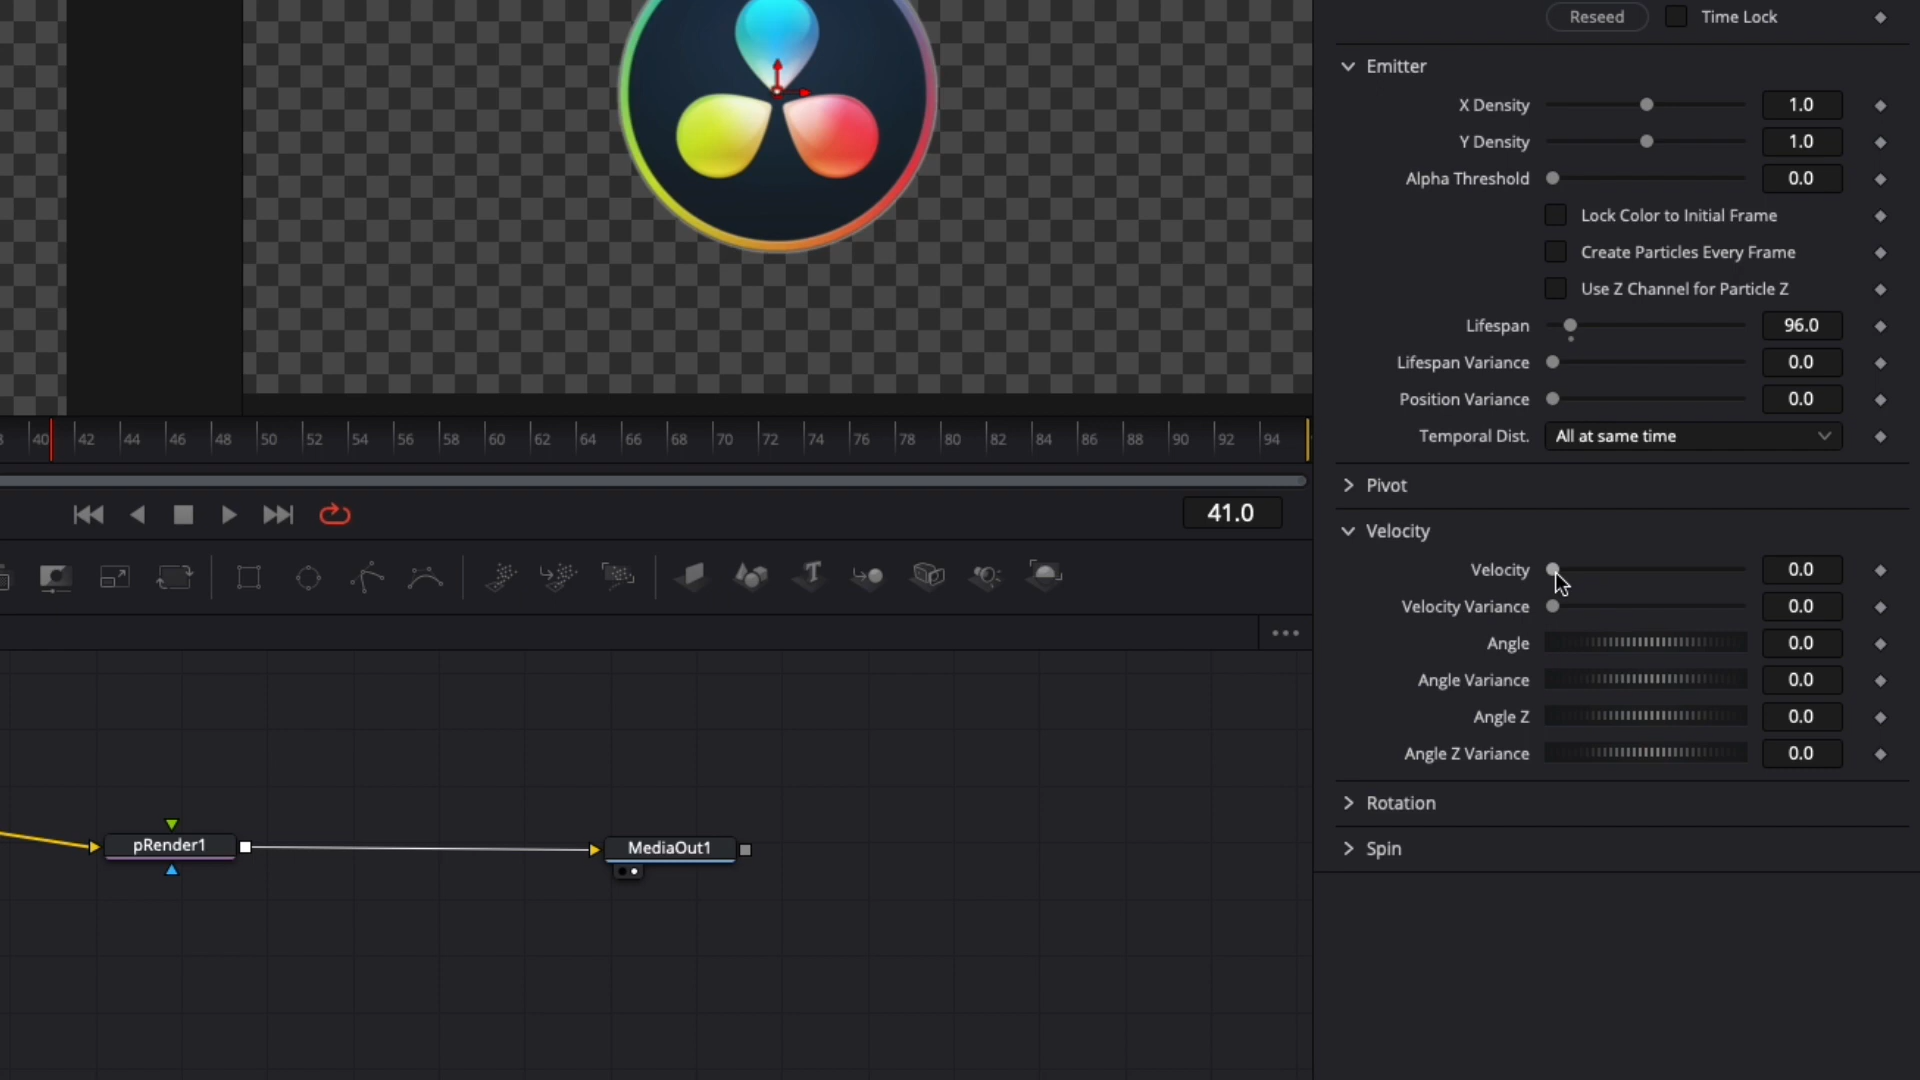 Reseed Time Lock
Emitter
X Density 1.0
Y Density 1.0
Alpha Threshold 0.0
Lock Color to Initial Frame
Create Particles Every Frame
Use Z Channel for Particle Z
Lifespan 96.0
Lifespan Variance 0.0
Position Variance 0.0
Temporal Dist. All at same time
40 42 44 46 48 50 52 54 56 58 60 62 64 66 68 70 72 74 76 78 80 82 84 86 88 90 92 94
Pivot
41.0
Velocity
Velocity 0.0
Velocity Variance 0.0
Angle 0.0
Angle Variance 0.0
Angle Z 0.0
Angle Z Variance 0.0
Rotation
Spin
pRender1
MediaOut1